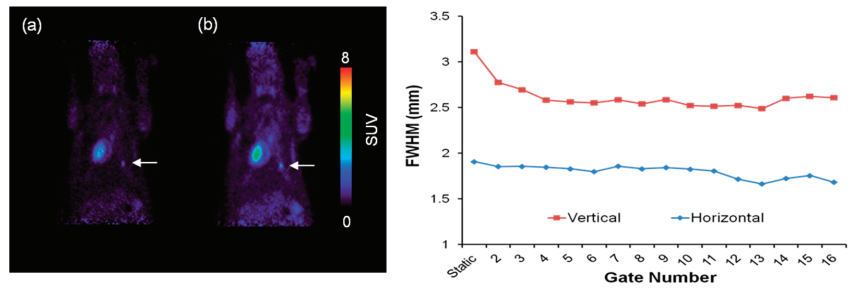 (a)
(b)
8
SUV
0
3.5
3
2.5
2
1.5
1
FWHM (mm)
Vertical
Horizontal
Static 2 3 4 5 6 7 8 9 10 11 12 13 14 15 16
Gate Number